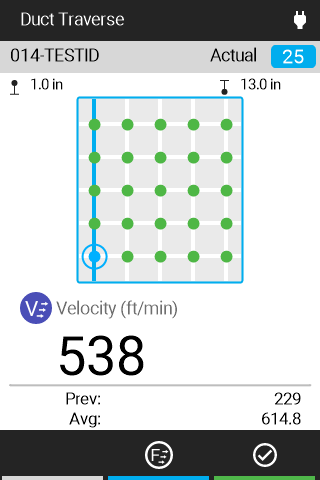 Duct Traverse
014-TESTID Actual 25
1.0 in 13.0 in
V Velocity (ft/min)
538
Prev: 229
Avg: 614.8
F